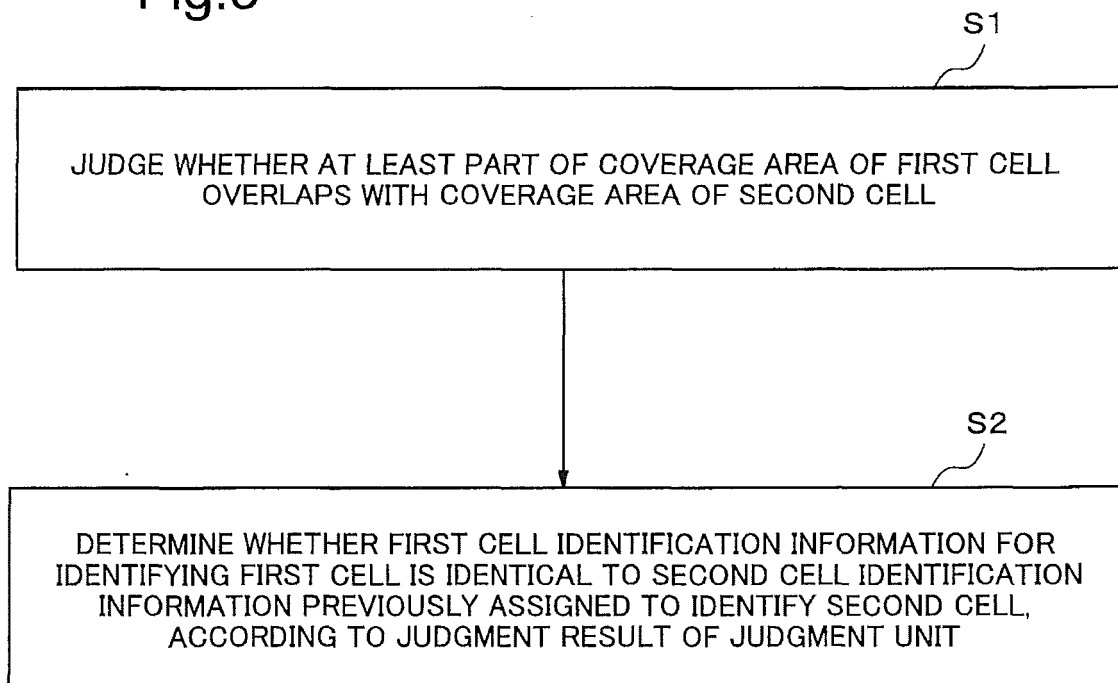 S1
JUDGE WHETHER AT LEAST PART OF COVERAGE AREA OF FIRST CELL
OVERLAPS WITH COVERAGE AREA OF SECOND CELL
S2
DETERMINE WHETHER FIRST CELL IDENTIFICATION INFORMATION FOR
IDENTIFYING FIRST CELL IS IDENTICAL TO SECOND CELL IDENTIFICATION
INFORMATION PREVIOUSLY ASSIGNED TO IDENTIFY SECOND CELL,
ACCORDING TO JUDGMENT RESULT OF JUDGMENT UNIT